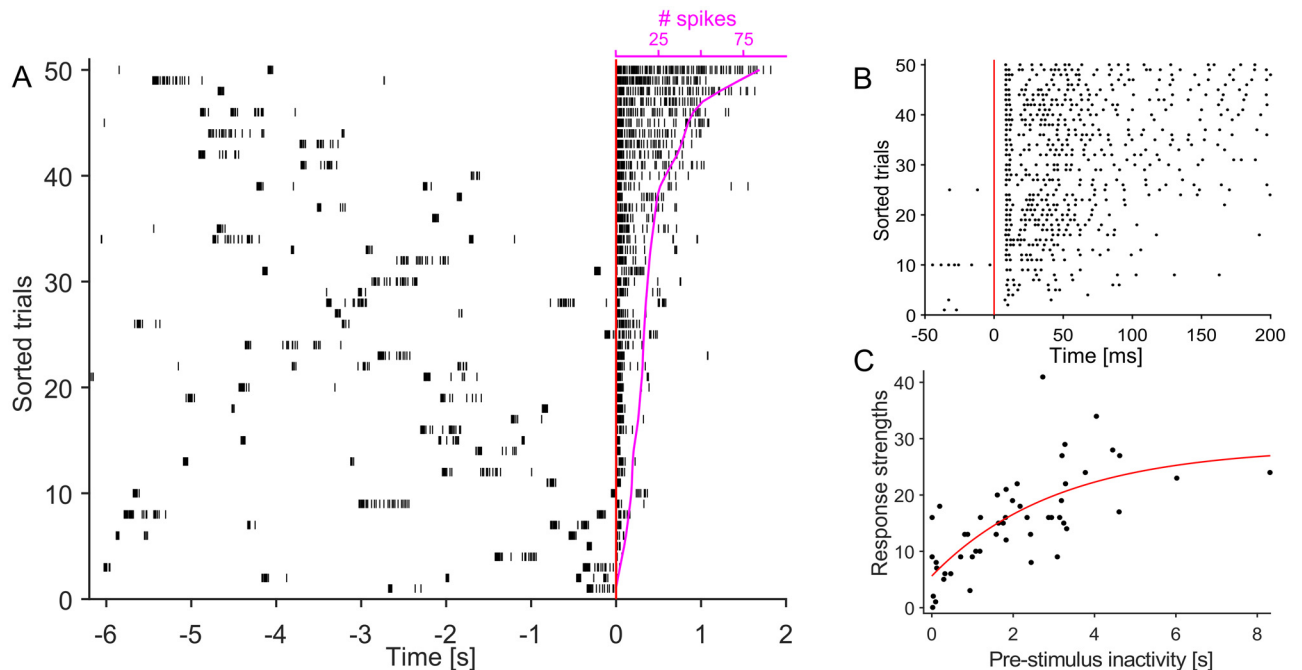 # spikes
25 75
A
Sorted trials
50
40
30
20
10
0
-6 -5 -4 -3 -2 -1 0 1 2
Time [s]
B
Sorted trials
50
40
30
20
10
0
-50 0 50 100 150 200
Time [ms]
C
Response strengths
40
30
20
10
0
0 2 4 6 8
Pre-stimulus inactivity [s]